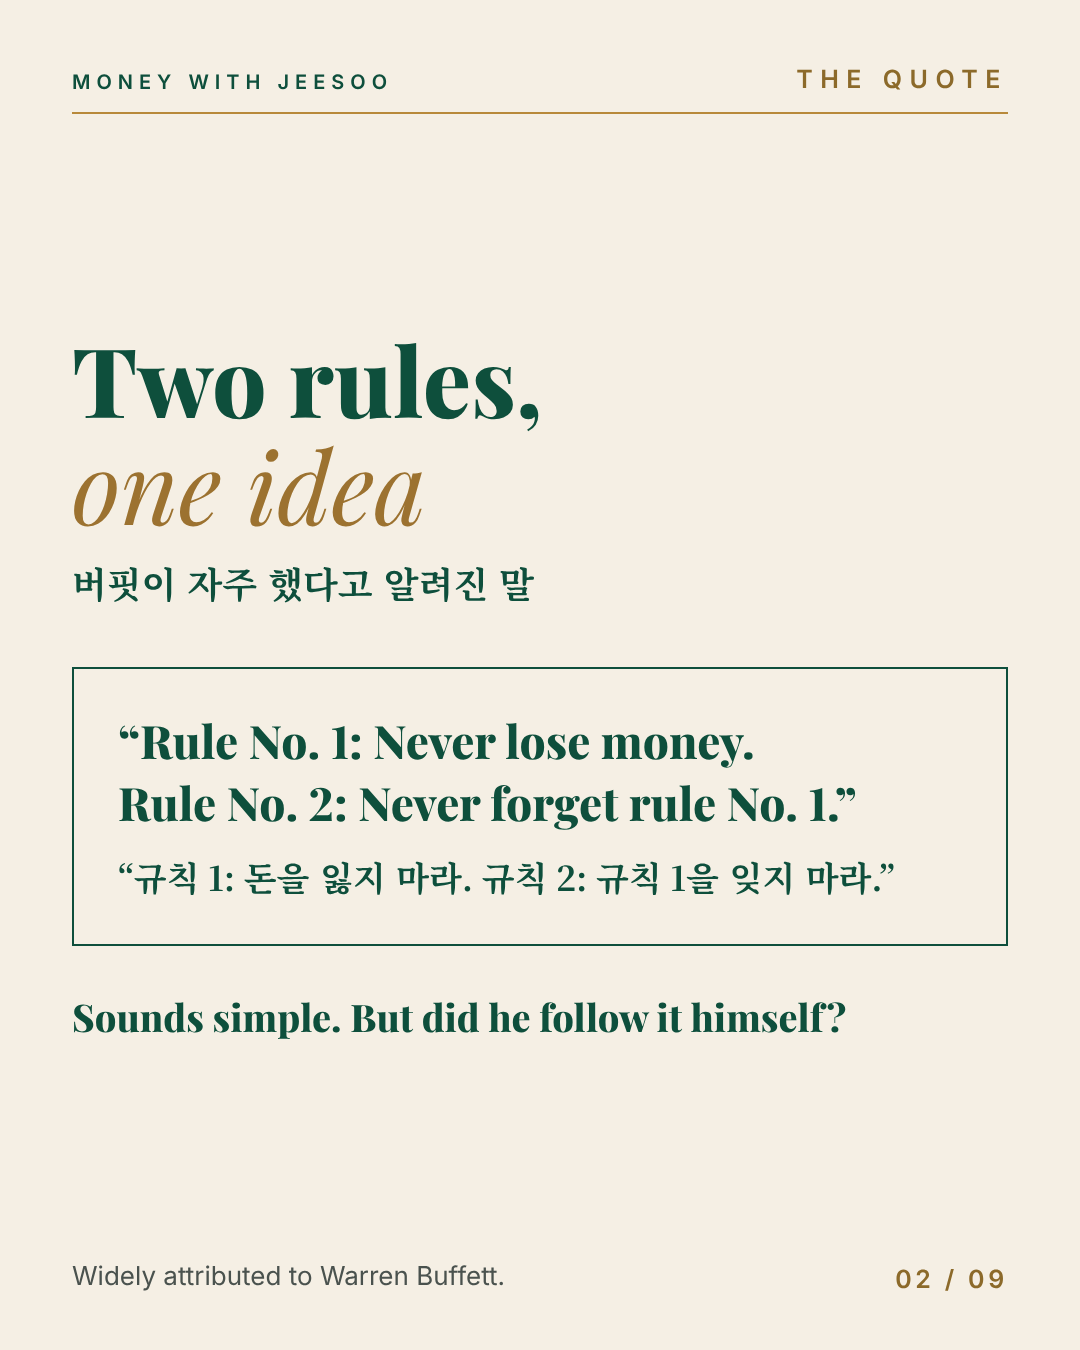 MONEY WITH JEESOO
THE QUOTE
Two rules,
one idea
버핏이 자주 했다고 알려진 말
“Rule No. 1: Never lose money.
Rule No. 2: Never forget rule No. 1.”
“규칙 1: 돈을 잃지 마라. 규칙 2: 규칙 1을 잊지 마라.”
Sounds simple. But did he follow it himself?
Widely attributed to Warren Buffett.
02 / 09